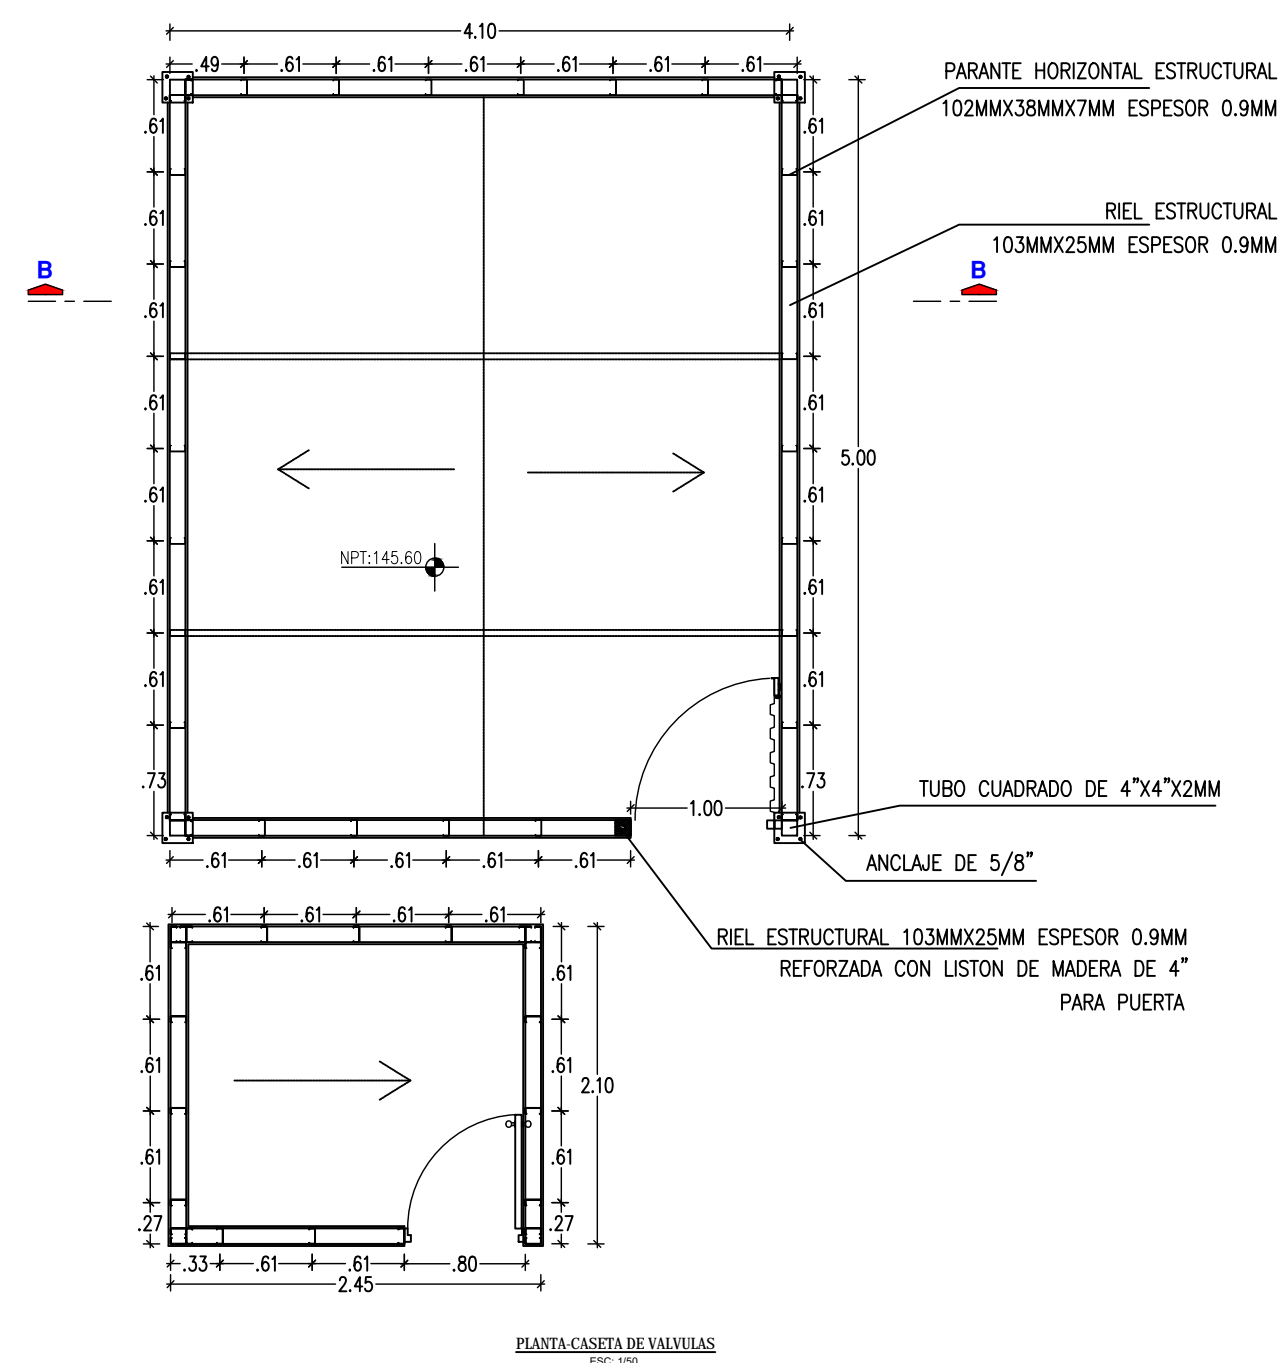 4.10
.49 .61 .61 .61 .61 .61 .61
PARANTE HORIZONTAL ESTRUCTURAL
102MMX38MMX7MM ESPESOR 0.9MM
.61 .61
.61 .61
RIEL ESTRUCTURAL
103MMX25MM ESPESOR 0.9MM
B B
.61 .61
.61 .61
5.00
.61 .61
NPT:145.60
.61 .61
.61 .61
.73 .73
1.00
TUBO CUADRADO DE 4"X4"X2MM
.61 .61 .61 .61 .61
ANCLAJE DE 5/8"
.61 .61 .61 .61
RIEL ESTRUCTURAL 103MMX25MM ESPESOR 0.9MM
REFORZADA CON LISTON DE MADERA DE 4"
PARA PUERTA
.61 .61
.61 .61
2.10
.61 .61
.27 .27
.33 .61 .61 .80
2.45
PLANTA-CASETA DE VALVULAS
ESC: 1/50